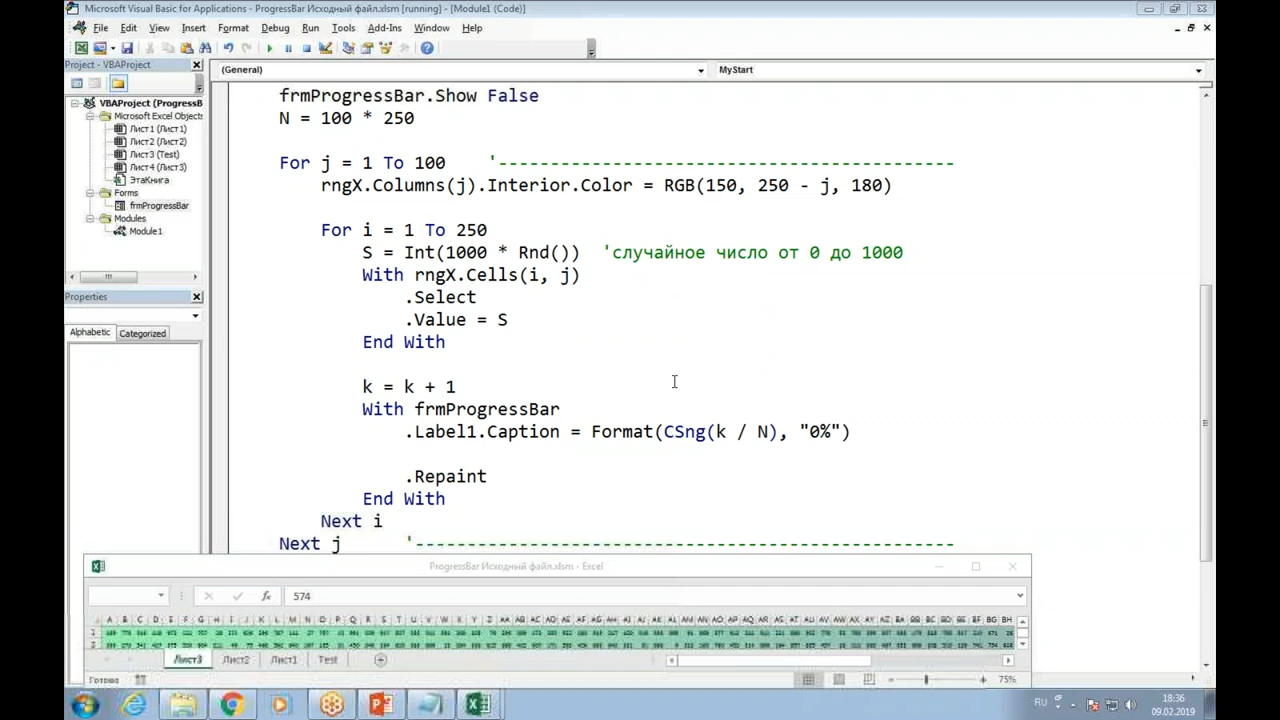 Microsoft Visual Basic for Applications - ProgressBar Исходный файл.xlsm [running] - [Module1 (Code)]
File Edit View Insert Format Debug Run Tools Add-Ins Window Help
Project - VBAProject
(General) MyStart
VBAProject (ProgressB
Microsoft Excel Objects
Лист1 (Лист1)
Лист2 (Лист2)
Лист3 (Test)
Лист4 (Лист3)
ЭтаКнига
Forms
frmProgressBar
Modules
Module1
Properties
Alphabetic Categorized
frmProgressBar.Show False
N = 100 * 250
For j = 1 To 100 '----------------------------------------------------
rngX.Columns(j).Interior.Color = RGB(150, 250 - j, 180)
For i = 1 To 250
S = Int(1000 * Rnd()) 'случайное число от 0 до 1000
With rngX.Cells(i, j)
.Select
.Value = S
End With
k = k + 1
With frmProgressBar
.Label1.Caption = Format(CSng(k / N), "0%")
.Repaint
End With
Next i
Next j '----------------------------------------------------
ProgressBar Исходный файл.xlsm - Excel
fx 574
Лист3 Лист2 Лист1 Test
Готово 75%
RU 18:36
09.02.2019